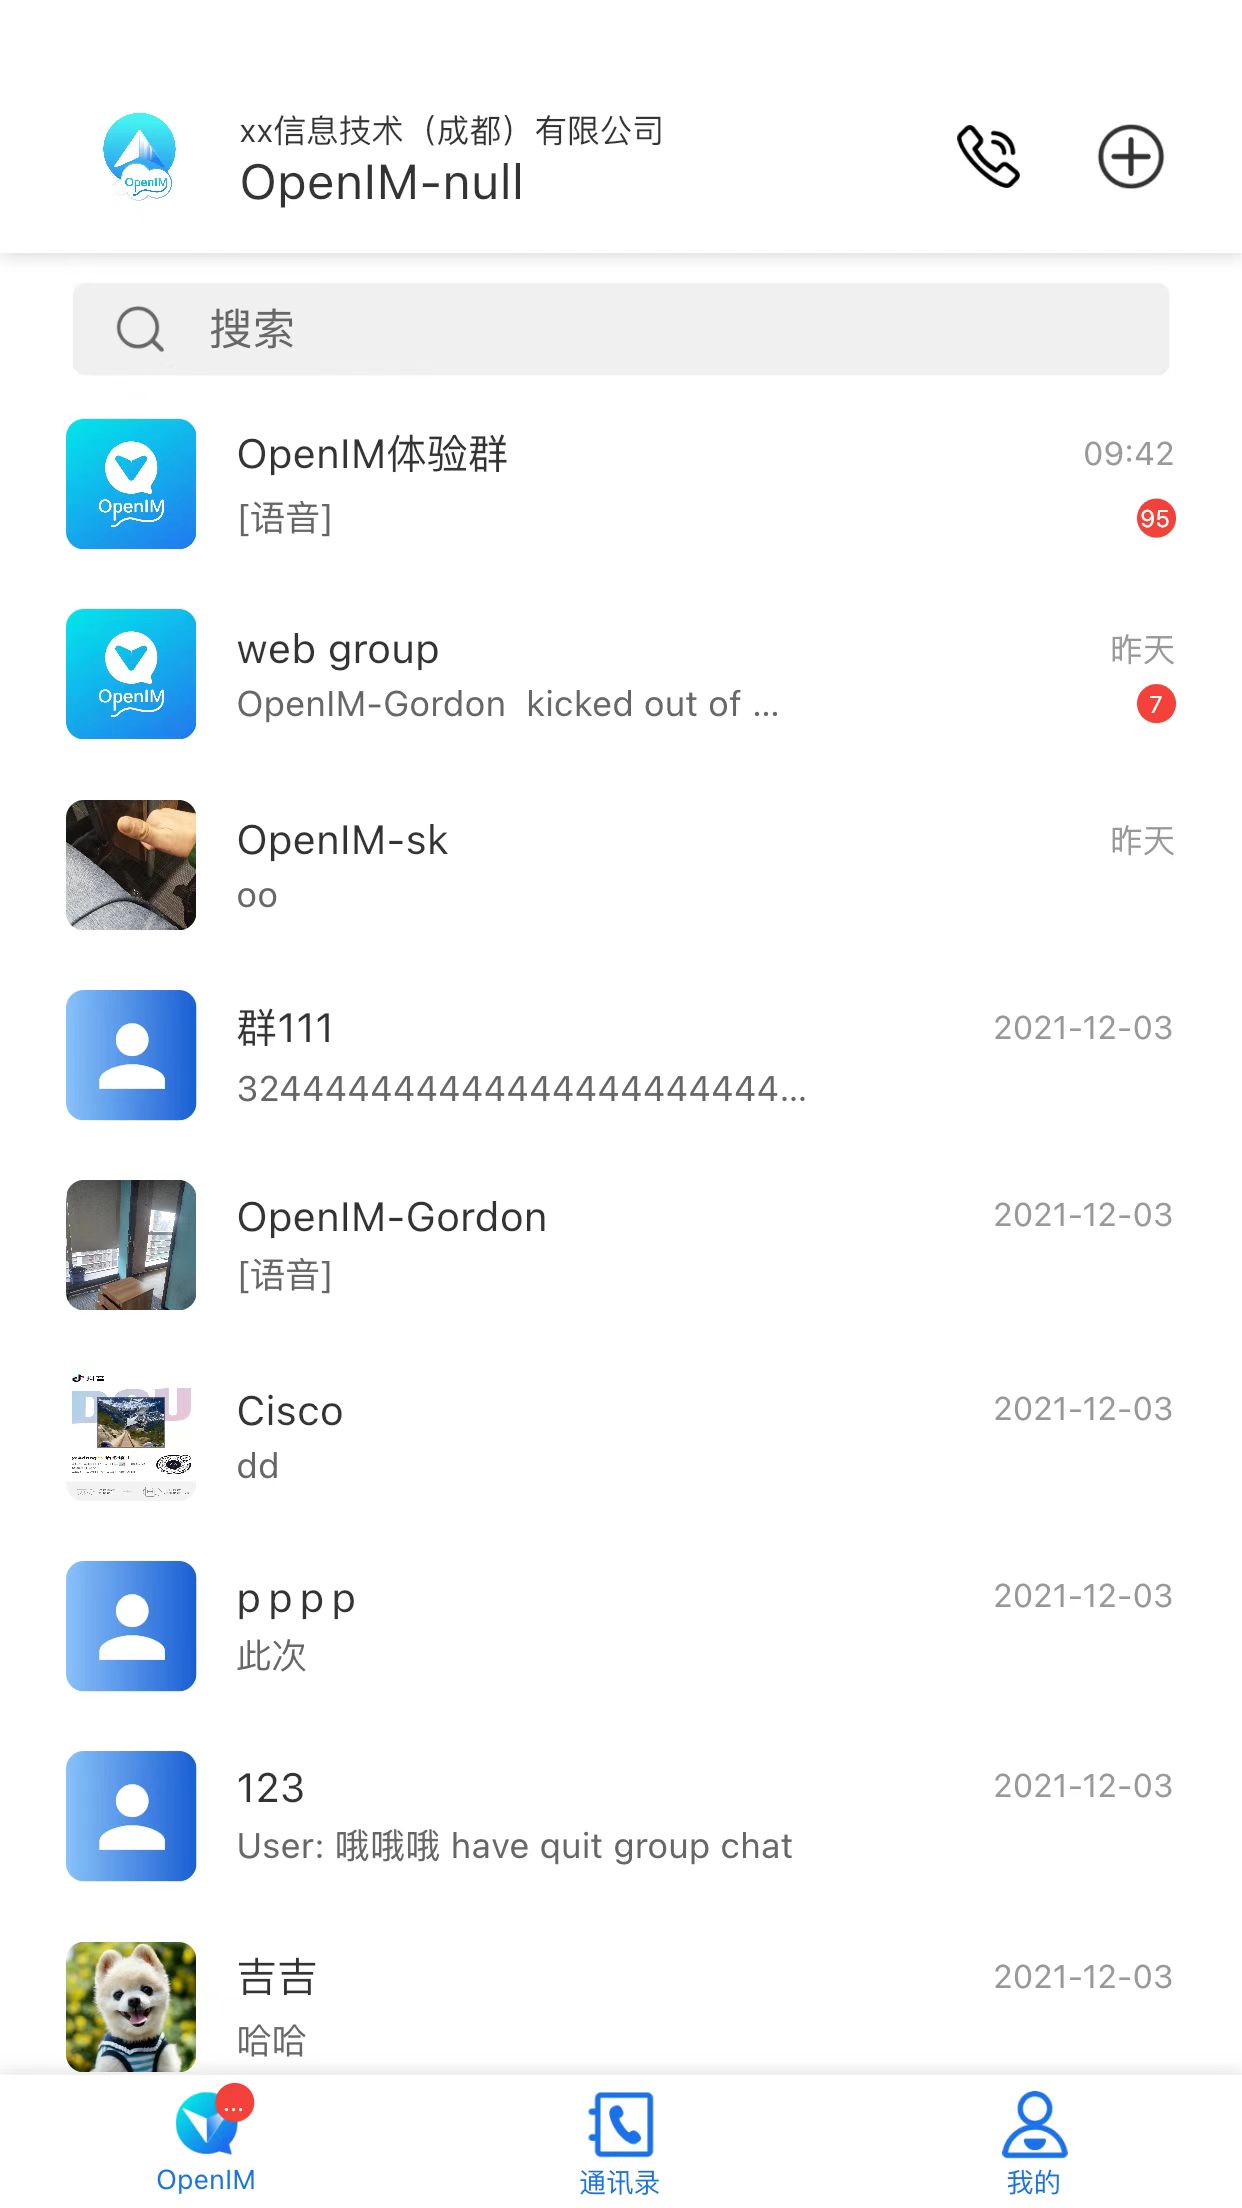 OpenIM
xx信息技术（成都）有限公司
OpenIM-null
搜索
OpenIM
OpenIM体验群
09:42
[语音]
95
OpenIM
web group
昨天
OpenIM-Gordon  kicked out of ...
7
OpenIM-sk
昨天
oo
群111
2021-12-03
OpenIM-Gordon
2021-12-03
[语音]
抖音
Cisco
2021-12-03
dd
p p p p
2021-12-03
此次
123
2021-12-03
User: 哦哦哦 have quit group chat
吉吉
2021-12-03
哈哈
...
OpenIM
通讯录
我的